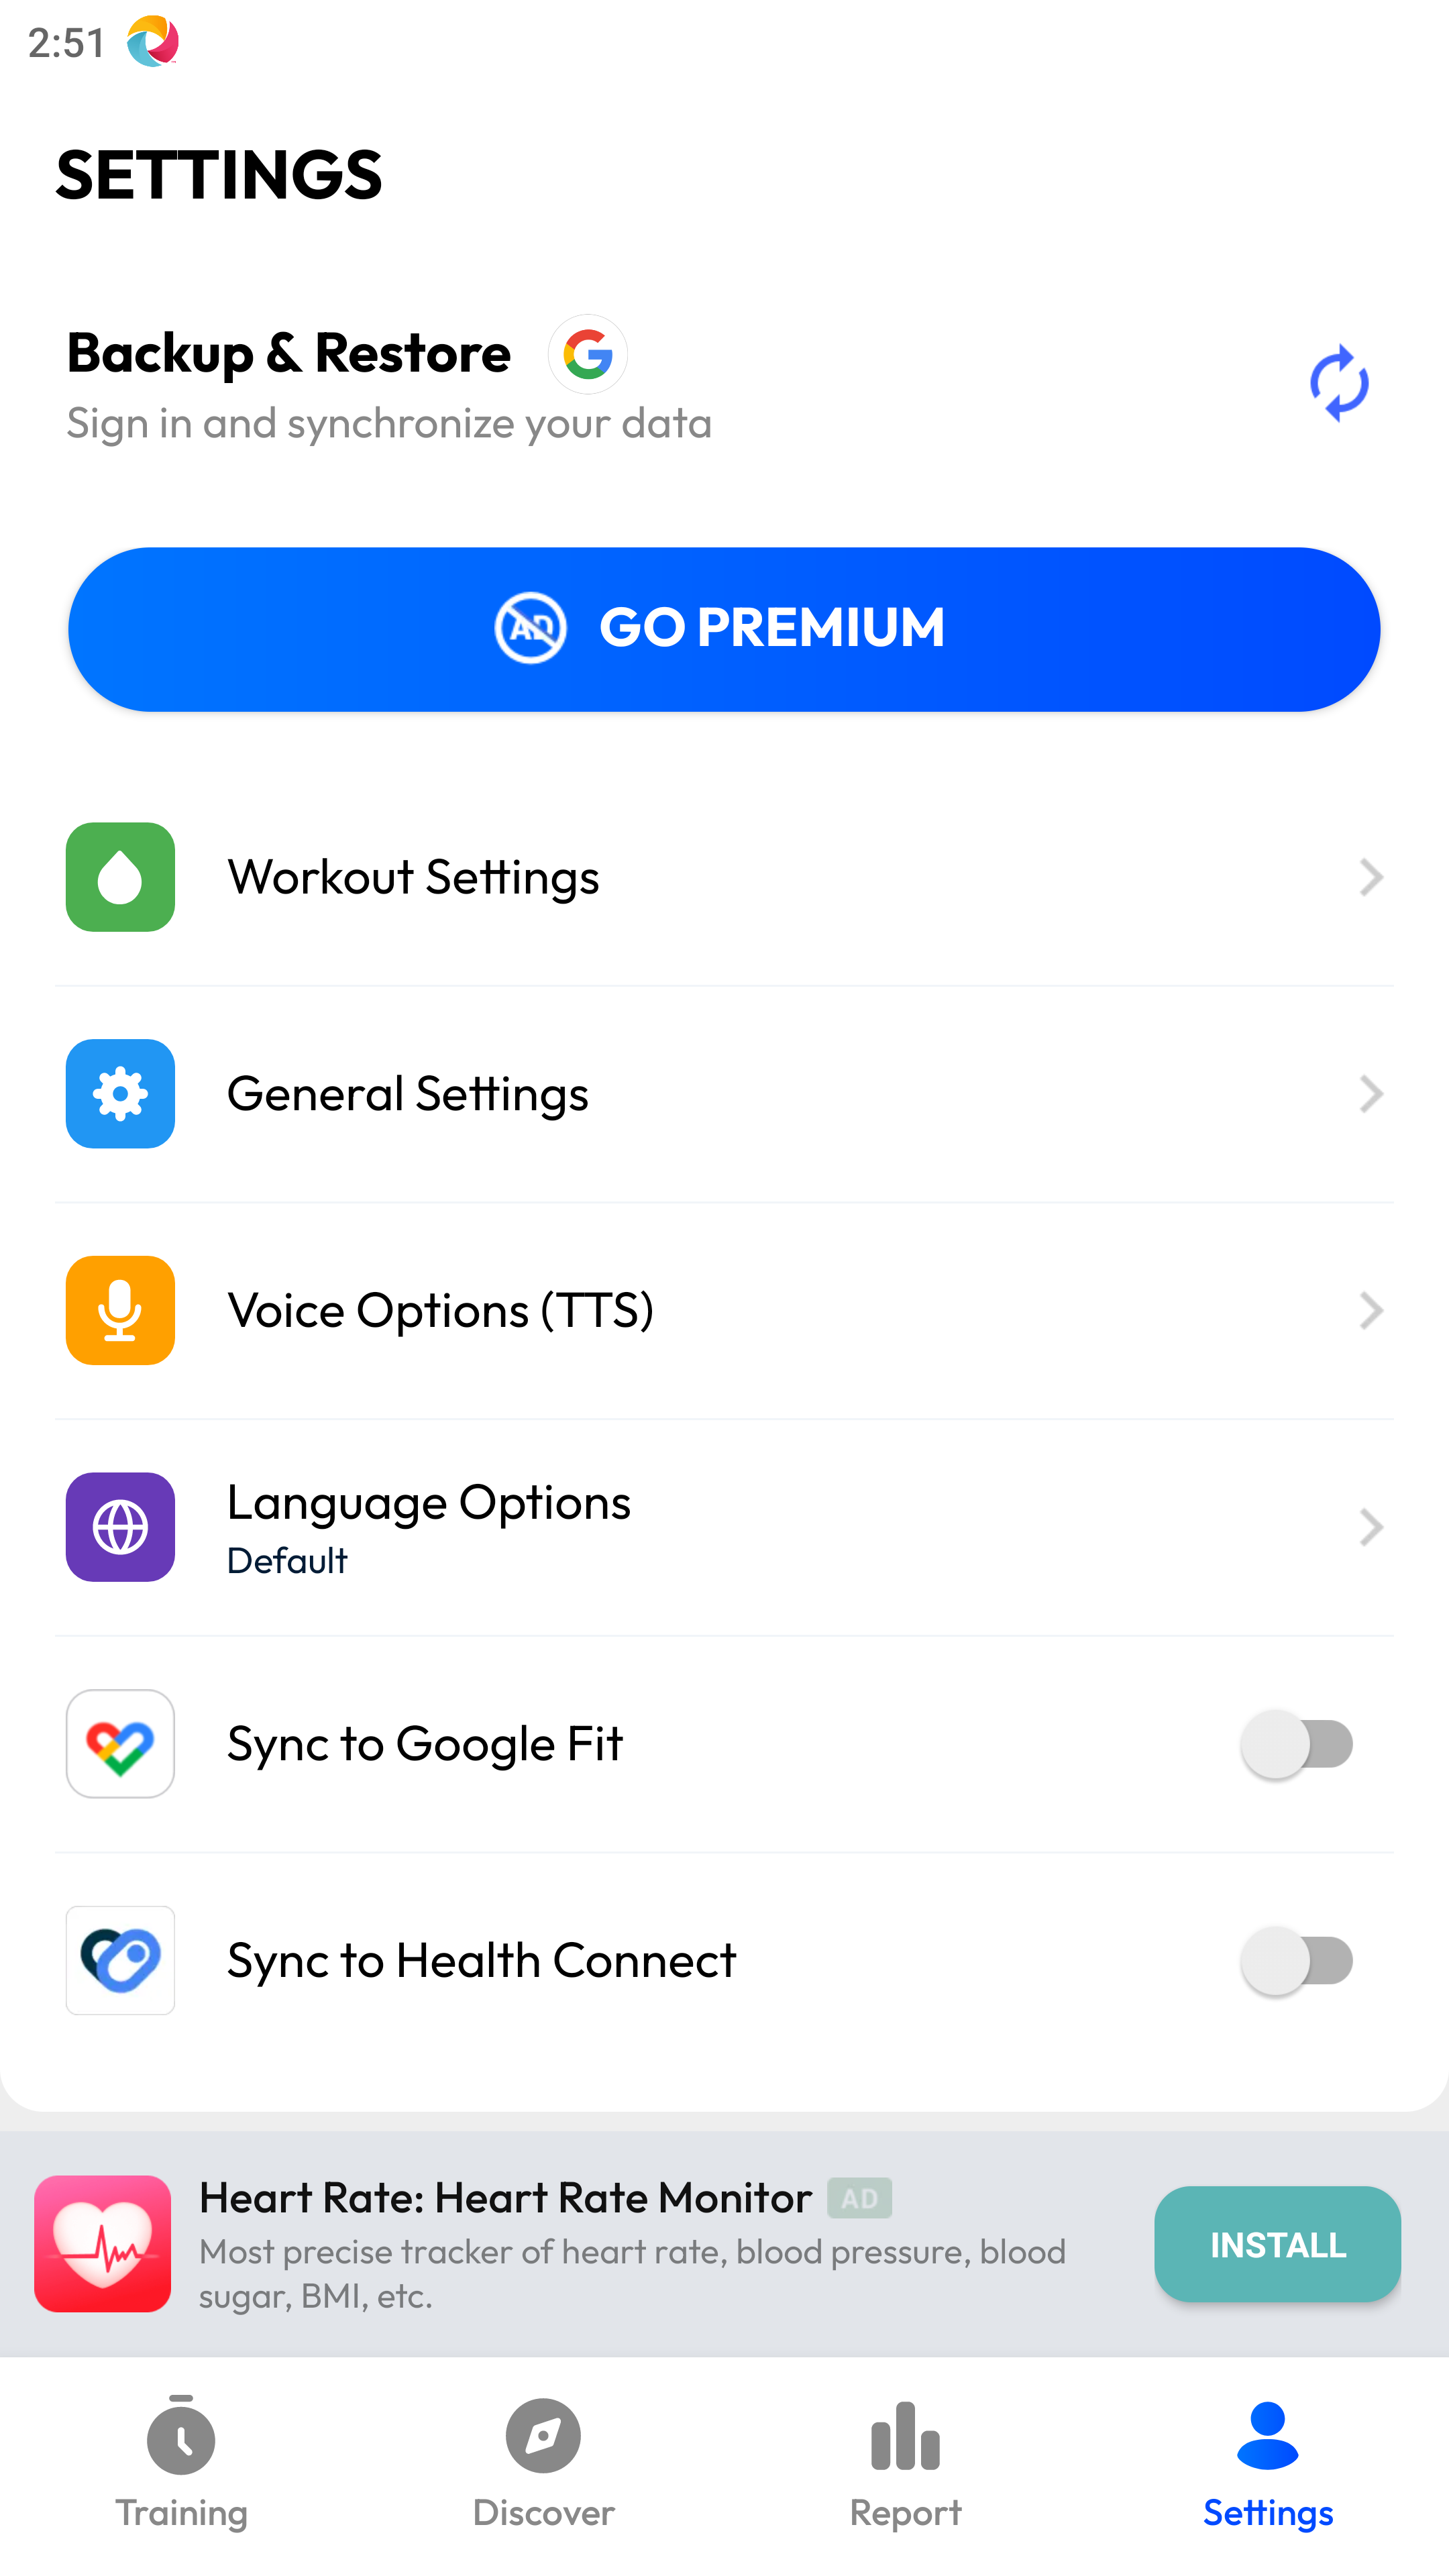 2:51
SETTINGS
Backup & Restore
Sign in and synchronize your data
AD GO PREMIUM
Workout Settings
General Settings
Voice Options (TTS)
Language Options
Default
Sync to Google Fit
Sync to Health Connect
Heart Rate: Heart Rate Monitor AD
Most precise tracker of heart rate, blood pressure, blood
sugar, BMI, etc.
INSTALL
Training
Discover
Report
Settings